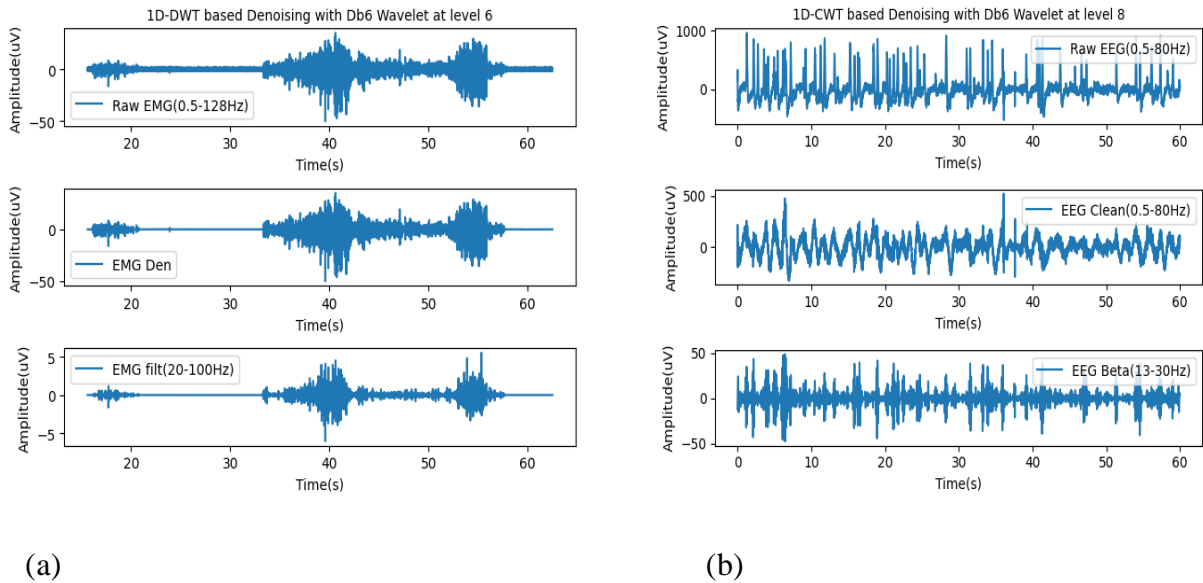 1D-DWT based Denoising with Db6 Wavelet at level 6
Amplitude(uV)
0
−50
Raw EMG(0.5-128Hz)
20 30 40 50 60
Time(s)
Amplitude(uV)
0
−50
EMG Den
20 30 40 50 60
Time(s)
Amplitude(uV)
5
0
−5
EMG filt(20-100Hz)
20 30 40 50 60
Time(s)
(a)
1D-CWT based Denoising with Db6 Wavelet at level 8
Amplitude(uV)
1000
0
Raw EEG(0.5-80Hz)
0 10 20 30 40 50 60
Time(s)
Amplitude(uV)
500
0
EEG Clean(0.5-80Hz)
0 10 20 30 40 50 60
Time(s)
Amplitude(uV)
50
0
−50
EEG Beta(13-30Hz)
0 10 20 30 40 50 60
Time(s)
(b)